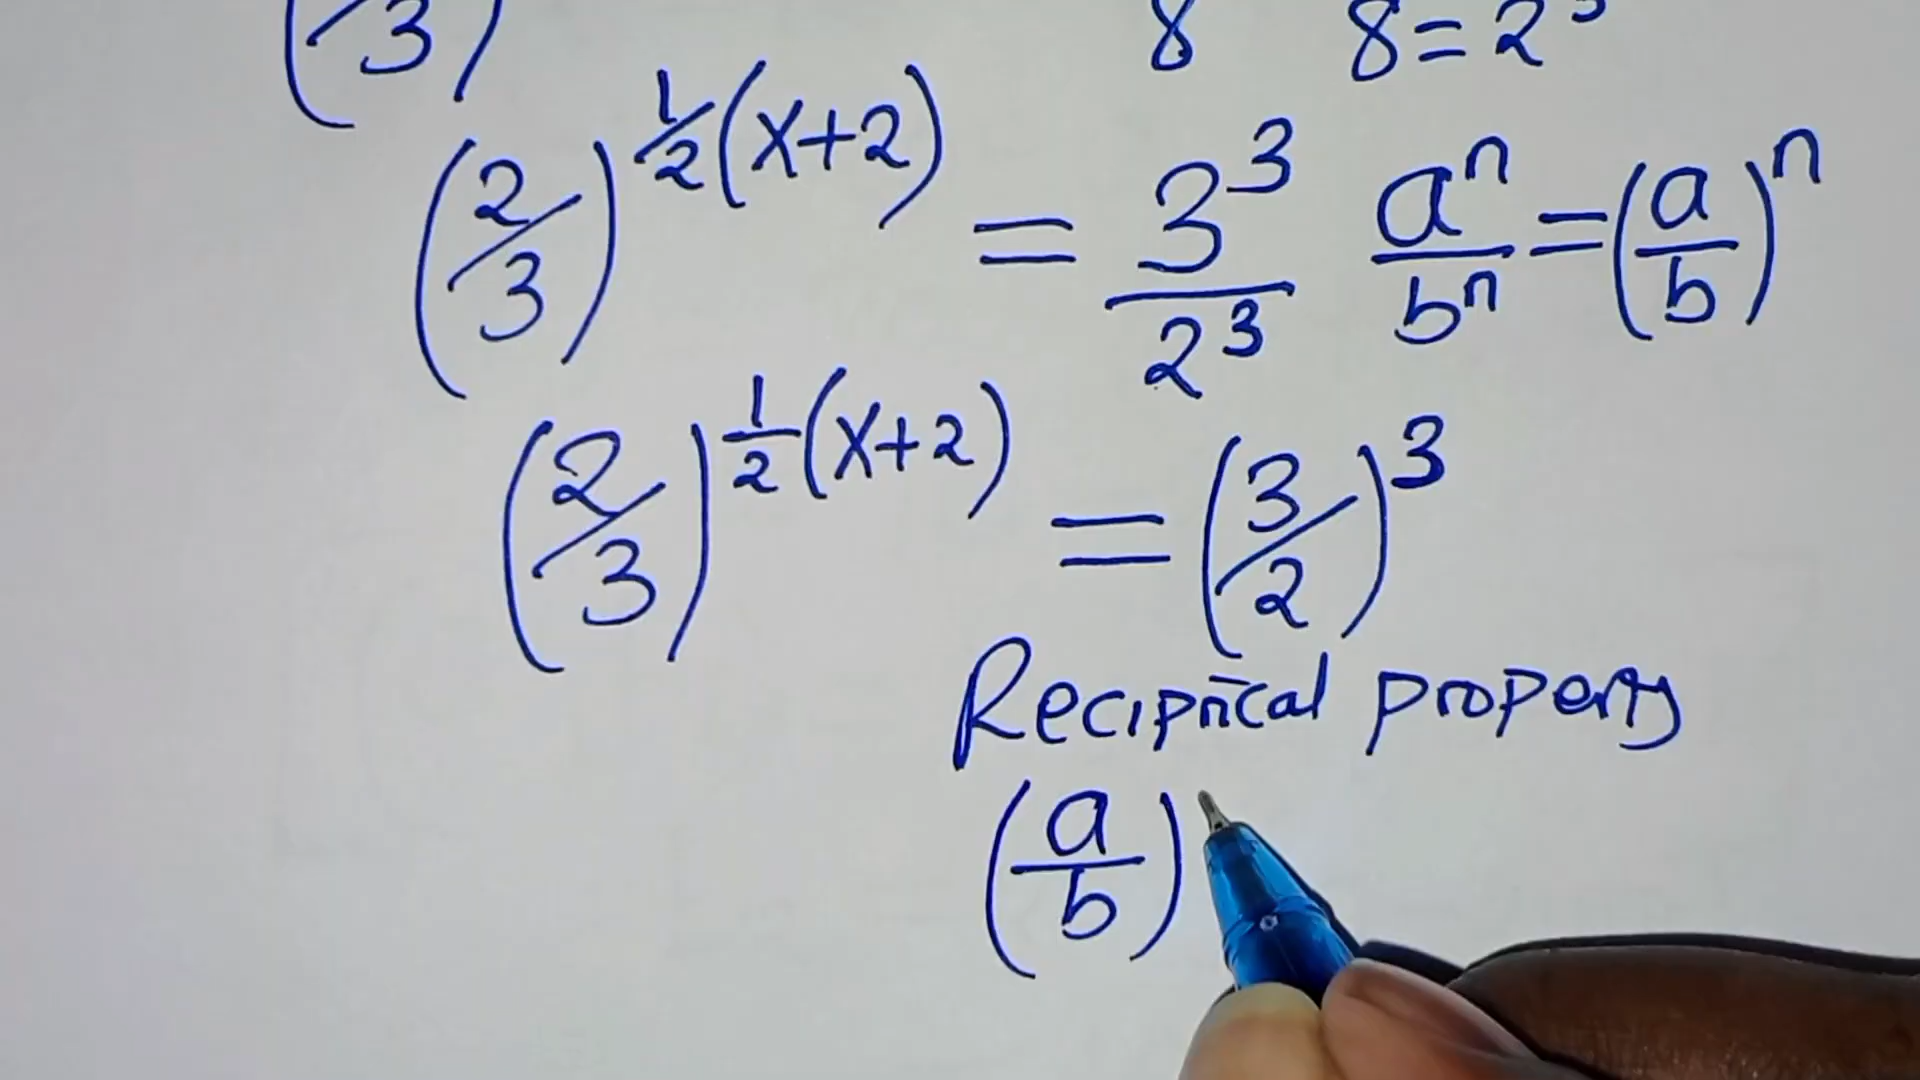 3) 8 8=2³
(2/3)^½(x+2) = 3³/2³ aⁿ/bⁿ=(a/b)ⁿ
(2/3)^½(x+2) = (3/2)³
Reciprical property
(a/b)